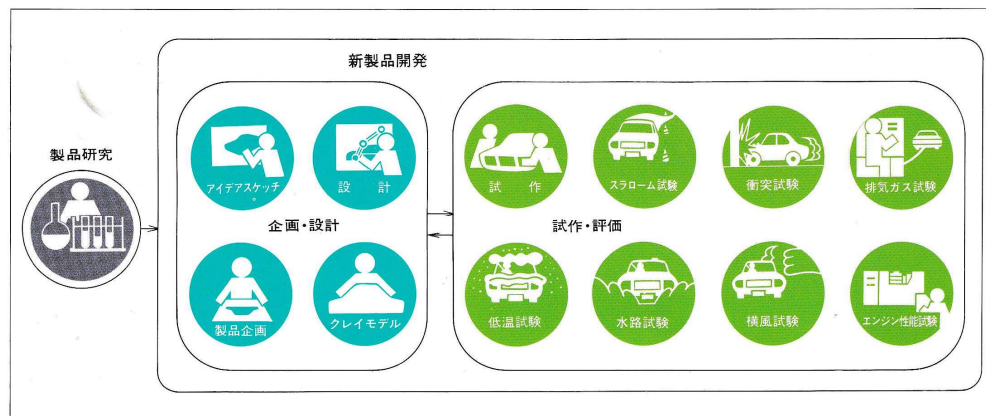 新製品開発
製品研究
アイデアスケッチ
設計
企画・設計
製品企画
クレイモデル
試作
スラローム試験
衝突試験
排気ガス試験
試作・評価
低温試験
水路試験
横風試験
エンジン性能試験